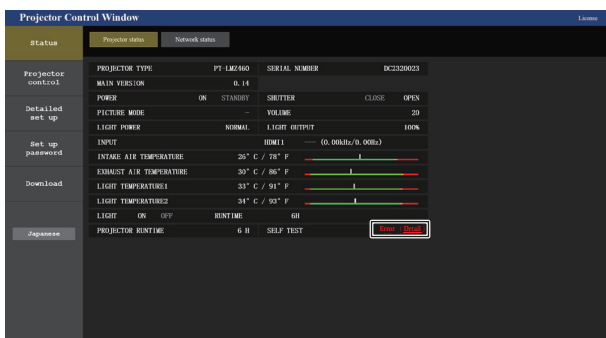 Projector Control Window License
Status
Projector status Network status
Projector control
Detailed set up
Set up password
Download
Japanese
PROJECTOR TYPE PT-LMZ460 SERIAL NUMBER DC2320023
MAIN VERSION 0.14
POWER ON STANDBY SHUTTER CLOSE OPEN
PICTURE MODE – VOLUME 20
LIGHT POWER NORMAL LIGHT OUTPUT 100%
INPUT HDMI1 — (0.00kHz/0.00Hz)
INTAKE AIR TEMPERATURE 26° C / 78° F
EXHAUST AIR TEMPERATURE 30° C / 86° F
LIGHT TEMPERATURE1 33° C / 91° F
LIGHT TEMPERATURE2 34° C / 93° F
LIGHT ON OFF RUNTIME 6H
PROJECTOR RUNTIME 6 H SELF TEST Error (Detail)